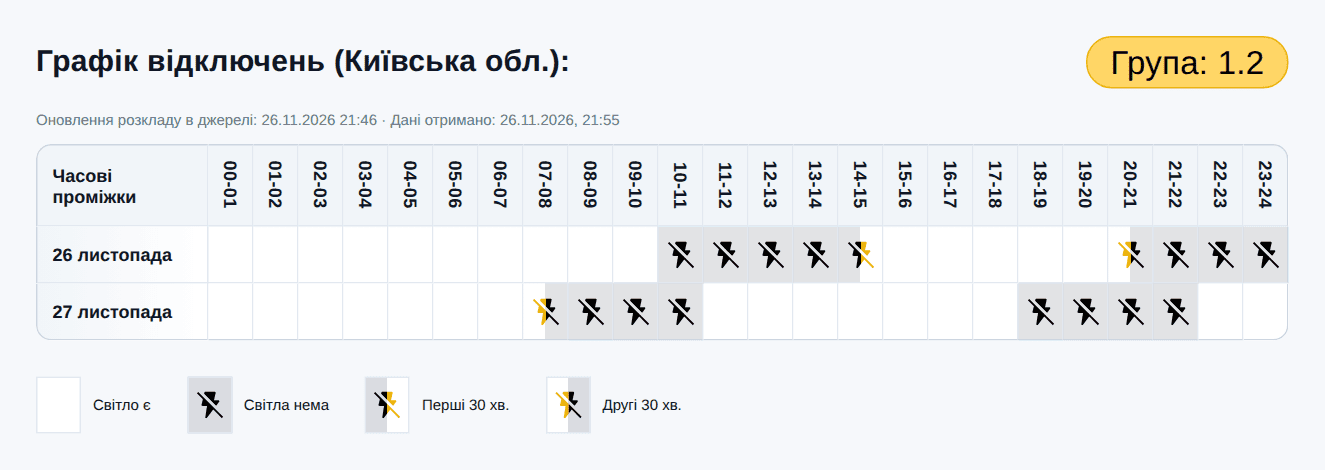 Графік відключень (Київська обл.):
Група: 1.2
Оновлення розкладу в джерелі: 26.11.2026 21:46 · Дані отримано: 26.11.2026, 21:55
Часові
проміжки
00-01
01-02
02-03
03-04
04-05
05-06
06-07
07-08
08-09
09-10
10-11
11-12
12-13
13-14
14-15
15-16
16-17
17-18
18-19
19-20
20-21
21-22
22-23
23-24
26 листопада
27 листопада
Світло є
Світла нема
Перші 30 хв.
Другі 30 хв.